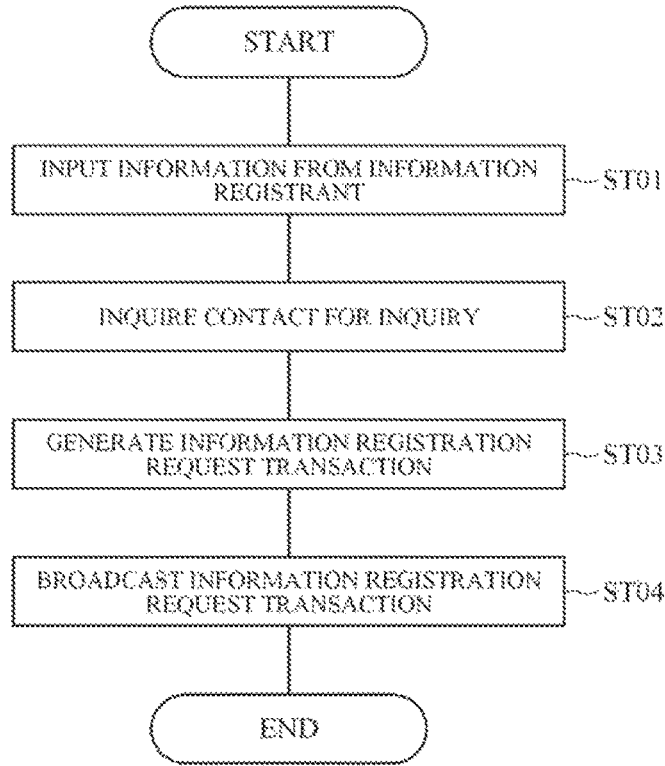 START
INPUT INFORMATION FROM INFORMATION
REGISTRANT
ST01
INQUIRE CONTACT FOR INQUIRY
ST02
GENERATE INFORMATION REGISTRATION
REQUEST TRANSACTION
ST03
BROADCAST INFORMATION REGISTRATION
REQUEST TRANSACTION
ST04
END